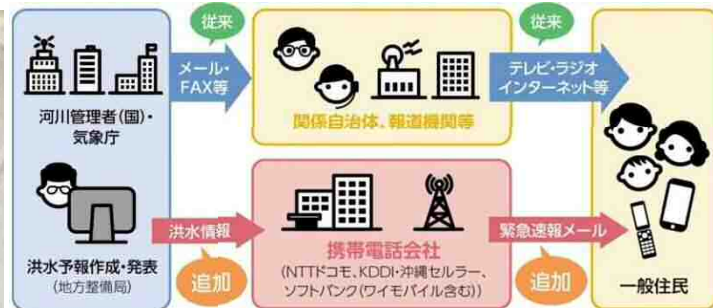 従来
従来
メール・
FAX等
テレビ・ラジオ
インターネット等
河川管理者(国)・
気象庁
関係自治体、報道機関等
洪水情報
緊急速報メール
携帯電話会社
洪水予報作成・発表
(地方整備局)
追加
(NTTドコモ、KDDI・沖縄セルラー、
ソフトバンク(ワイモバイル含む))
追加
一般住民